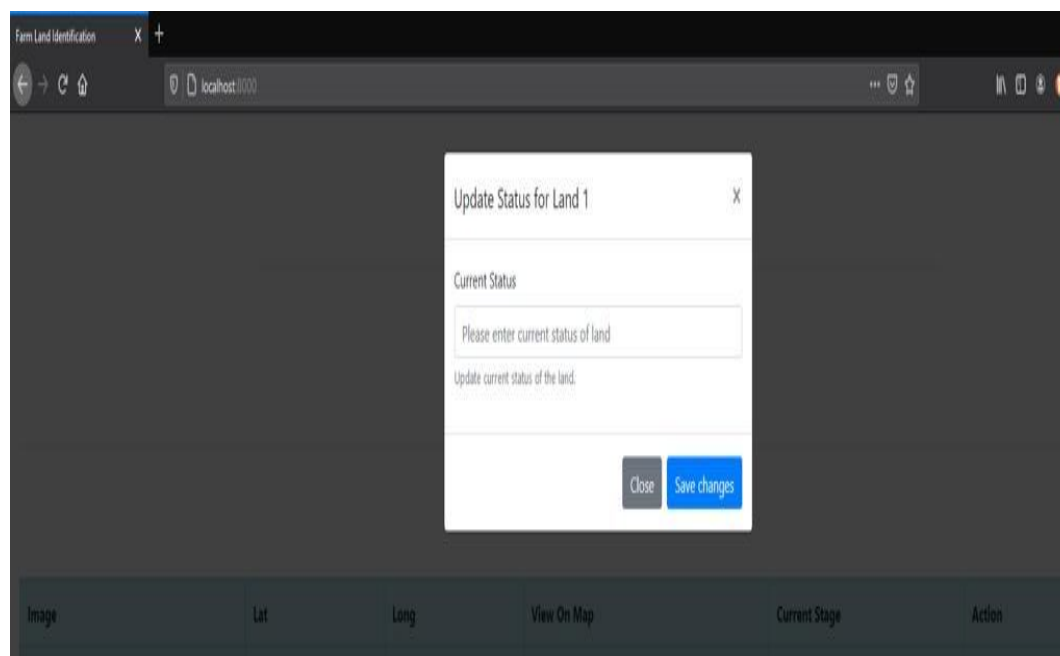 Farm Land Identification X +
localhost:8000
Update Status for Land 1 X
Current Status
Please enter current status of land
Update current status of the land.
Close Save changes
Image Lat Long View On Map Current Stage Action